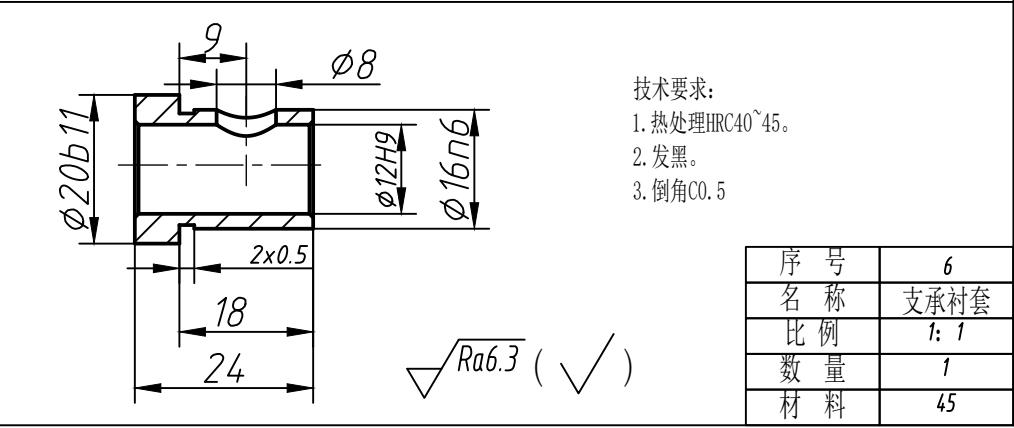 9
Ø8
Ø20b11
Ø12H9
Ø16n6
2x0.5
18
24
Ra6.3 ( )
技术要求:
1.热处理HRC40~45。
2.发黑。
3.倒角C0.5
序 号 6
名 称 支承衬套
比 例 1: 1
数 量 1
材 料 45